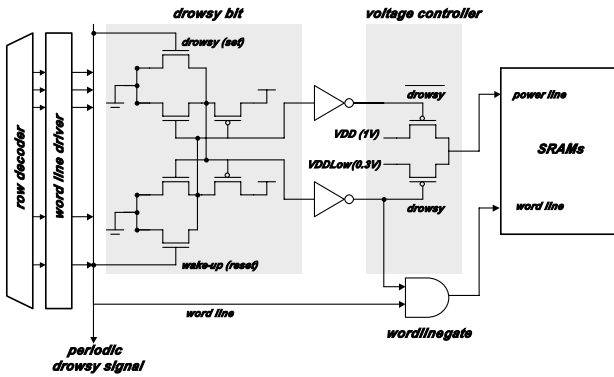 drowsy bit
voltage controller
drowsy (set)
drowsy
VDD (1V)
VDDLow (0.3V)
drowsy
power line
SRAMs
word line
row decoder
word line driver
wake-up (reset)
word line
wordlinegate
periodic
drowsy signal